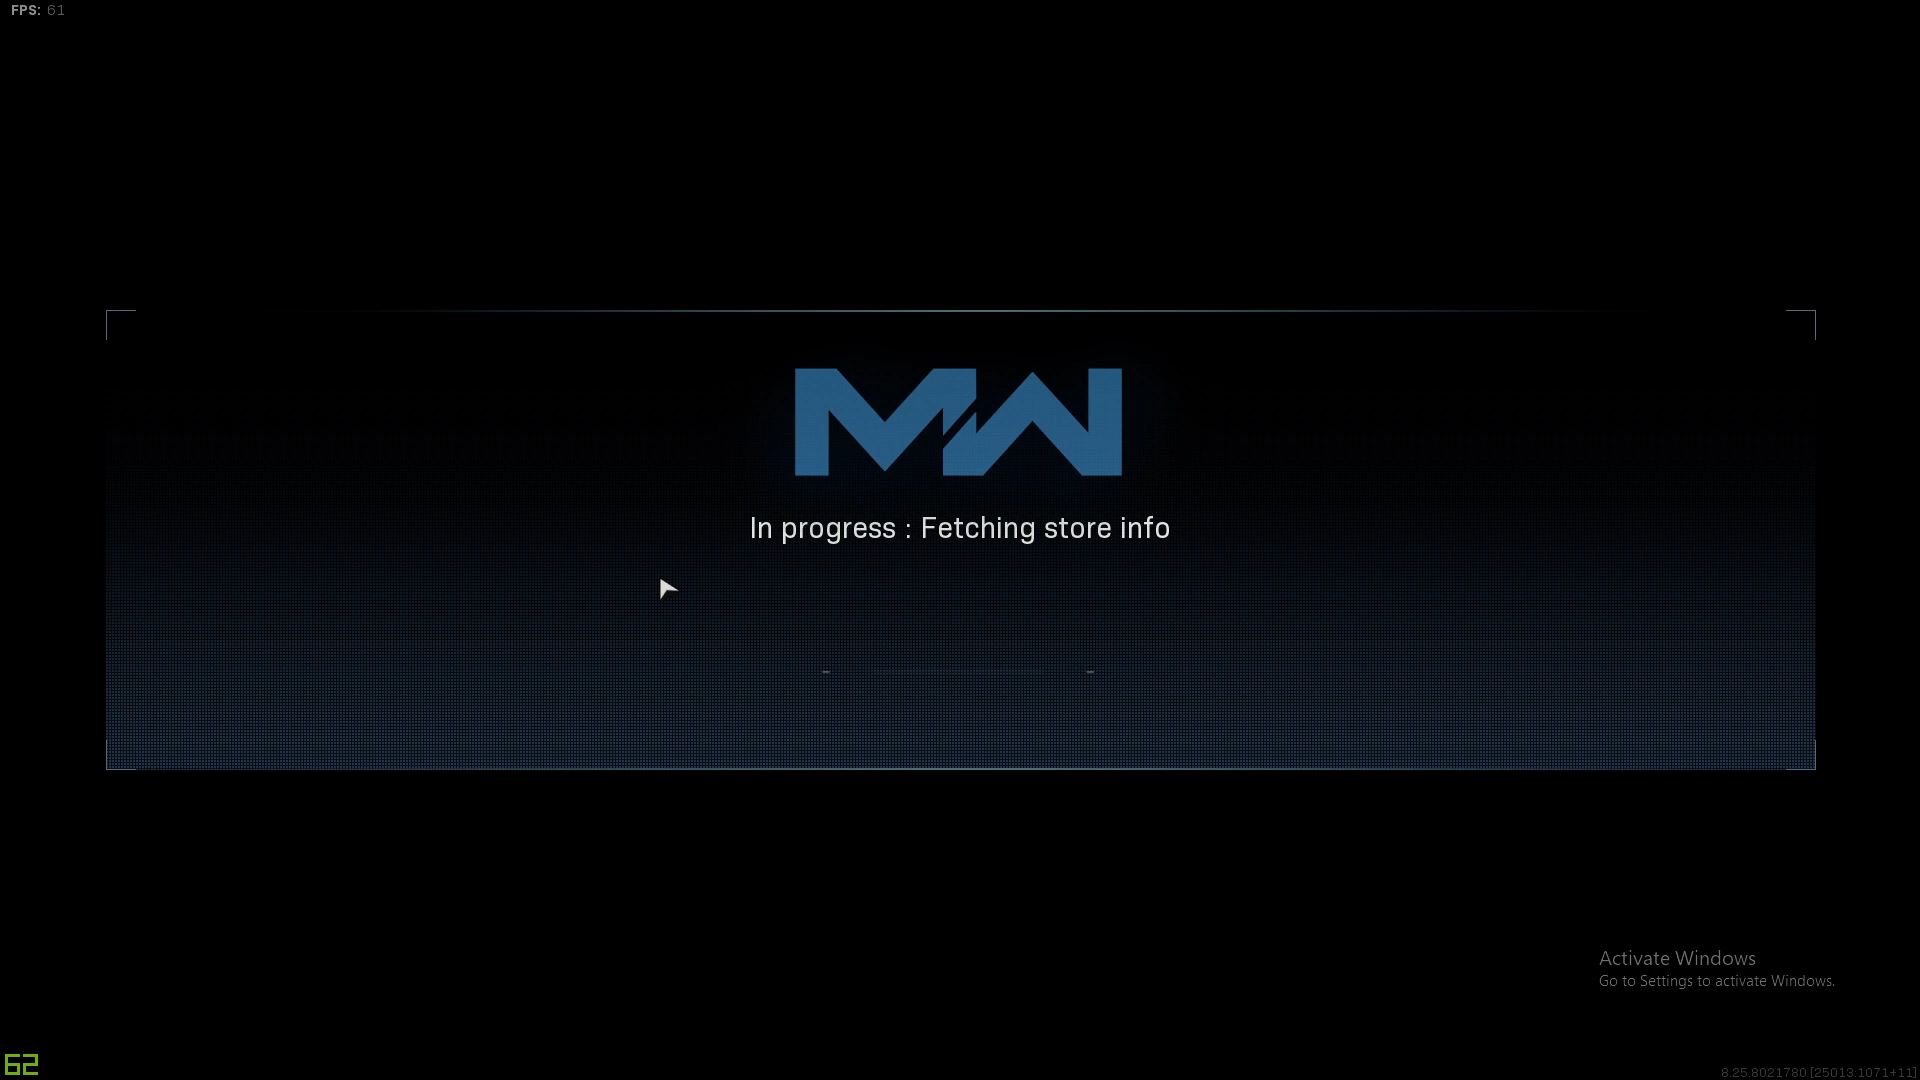 FPS: 61
MW
In progress : Fetching store info
Activate Windows
Go to Settings to activate Windows.
62
8.25.8021780 [25013:1071+11]